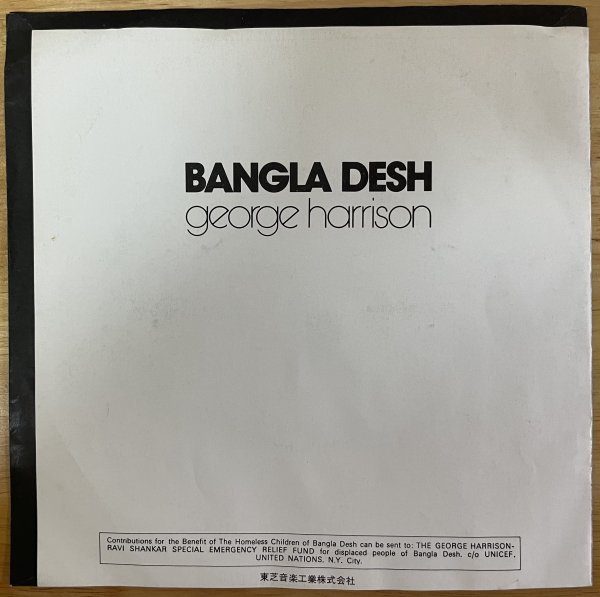 BANGLA DESH
george harrison
Contributions for the Benefit of The Homeless Children of Bangla Desh can be sent to: THE GEORGE HARRISON-
RAVI SHANKAR SPECIAL EMERGENCY RELIEF FUND for displaced people of Bangla Desh. c/o UNICEF,
UNITED NATIONS, N.Y. City.
東芝音楽工業株式会社